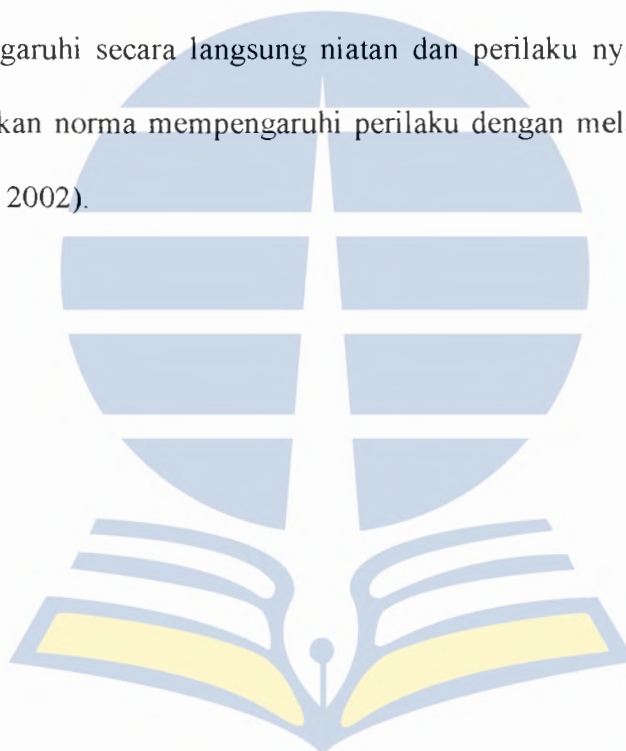 garuhi secara langsung niatan dan perilaku ny
kan norma mempengaruhi perilaku dengan mel
2002).